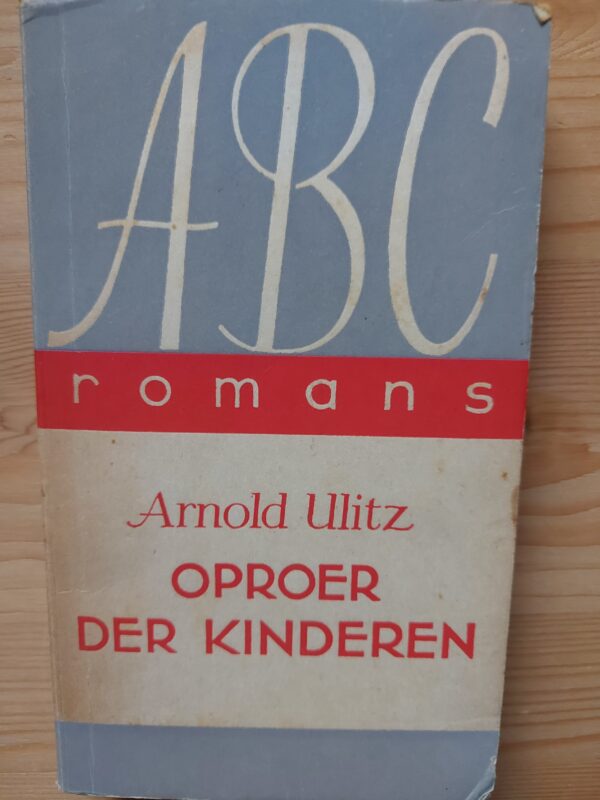 ABC
romans
Arnold Ulitz
OPROER
DER KINDEREN